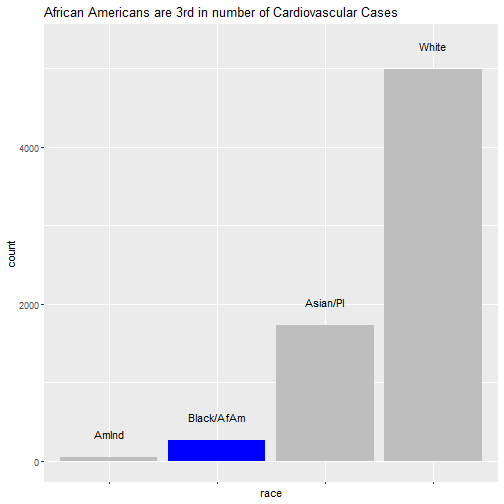 African Americans are 3rd in number of Cardiovascular Cases
White
4000
count
Asian/PI
2000
Black/AfAm
AmInd
0
race